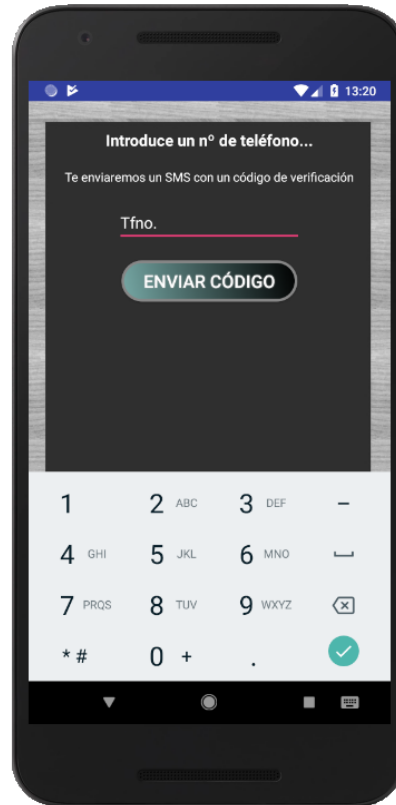 13:20
Introduce un nº de teléfono...
Te enviaremos un SMS con un código de verificación
Tfno.
ENVIAR CÓDIGO
1 2 ABC 3 DEF –
4 GHI 5 JKL 6 MNO
7 PRQS 8 TUV 9 WXYZ
* # 0 + .